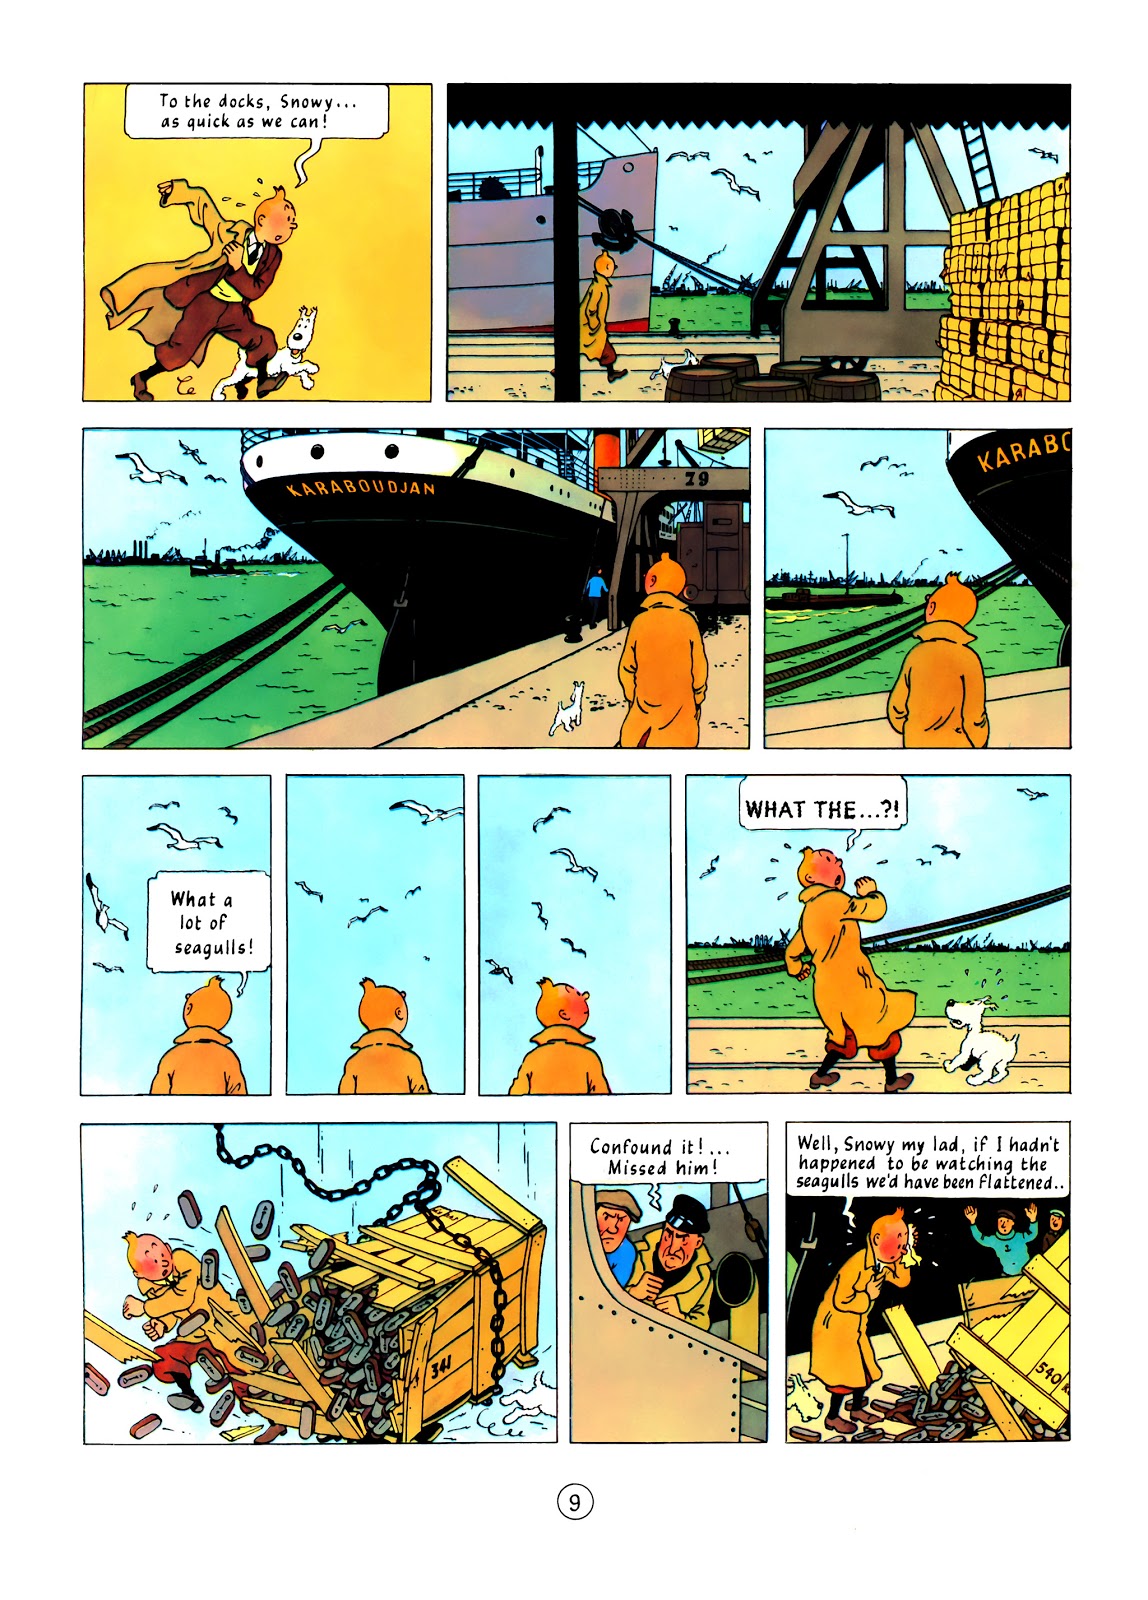 To the docks, Snowy...
as quick as we can!
KARABOUDJAN
79
KARABO
What a
lot of
seagulls!
WHAT THE...?!
341
Confound it!...
Missed him!
Well, Snowy my lad, if I hadn't
happened to be watching the
seagulls we'd have been flattened..
540
9